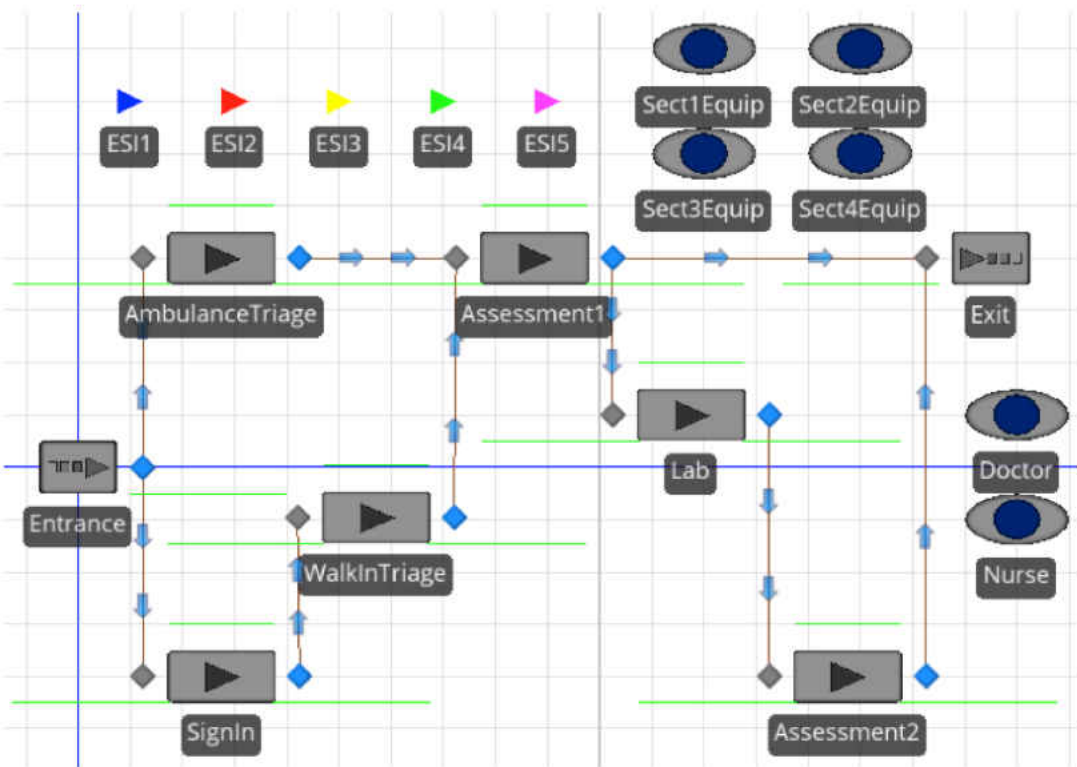 Sect1Equip
Sect2Equip
ESI1
ESI2
ESI3
ESI4
ESI5
Sect3Equip
Sect4Equip
AmbulanceTriage
Assessment1
Exit
Lab
Doctor
Entrance
WalkInTriage
Nurse
SignIn
Assessment2